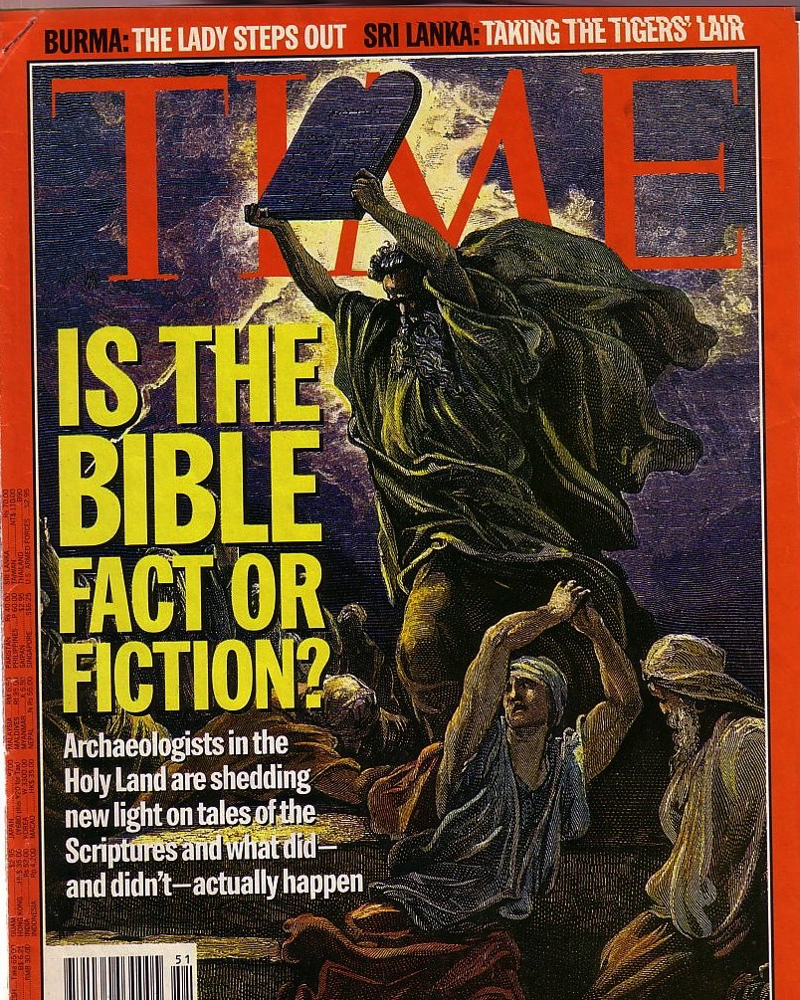 BURMA: THE LADY STEPS OUT SRI LANKA: TAKING THE TIGERS' LAIR
TIME
IS THE
BIBLE
FACT OR
FICTION?
Archaeologists in the
Holy Land are shedding
new light on tales of the
Scriptures and what did–
and didn't–actually happen
51